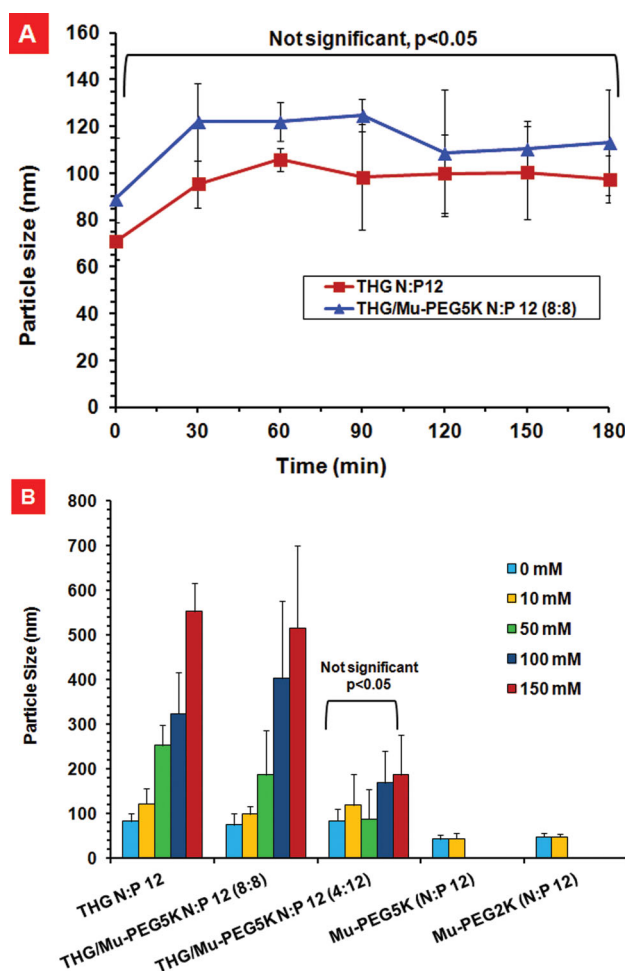 A
Not significant, p<0.05
160
140
120
100
80
60
40
20
0
Particle size (nm)
THG N:P12
THG/Mu-PEG5K N:P 12 (8:8)
0 30 60 90 120 150 180
Time (min)
B
800
700
600
500
400
300
200
100
0
Particle Size (nm)
0 mM
10 mM
50 mM
100 mM
150 mM
Not significant
p<0.05
THG N:P 12
THG/Mu-PEG5K N:P 12 (8:8)
THG/Mu-PEG5K N:P 12 (4:12)
Mu-PEG5K (N:P 12)
Mu-PEG2K (N:P 12)